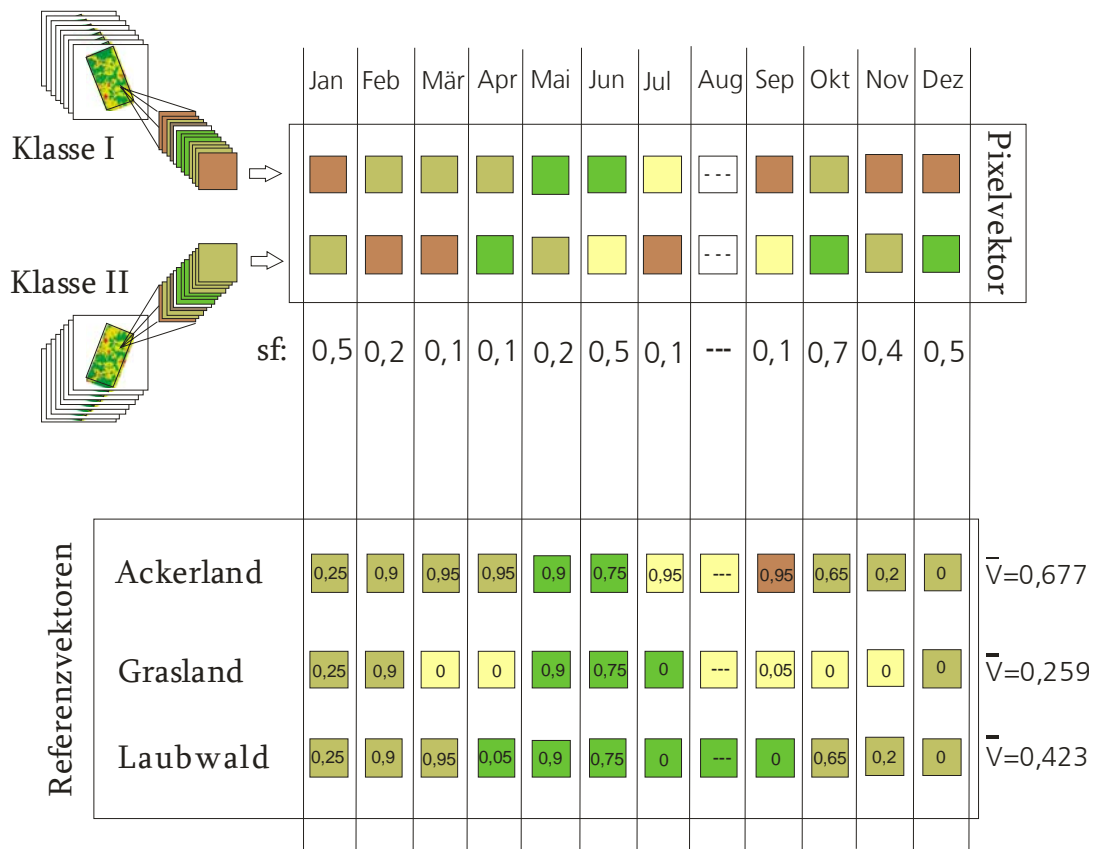 Jan Feb Mär Apr Mai Jun Jul Aug Sep Okt Nov Dez
Klasse I
---
Pixelvektor
Klasse II
---
sf: 0,5 0,2 0,1 0,1 0,2 0,5 0,1 --- 0,1 0,7 0,4 0,5
Referenzvektoren
Ackerland 0,25 0,9 0,95 0,95 0,9 0,75 0,95 --- 0,95 0,65 0,2 0 V̅=0,677
Grasland 0,25 0,9 0 0 0,9 0,75 0 --- 0,05 0 0 0 V̅=0,259
Laubwald 0,25 0,9 0,95 0,05 0,9 0,75 0 --- 0 0,65 0,2 0 V̅=0,423